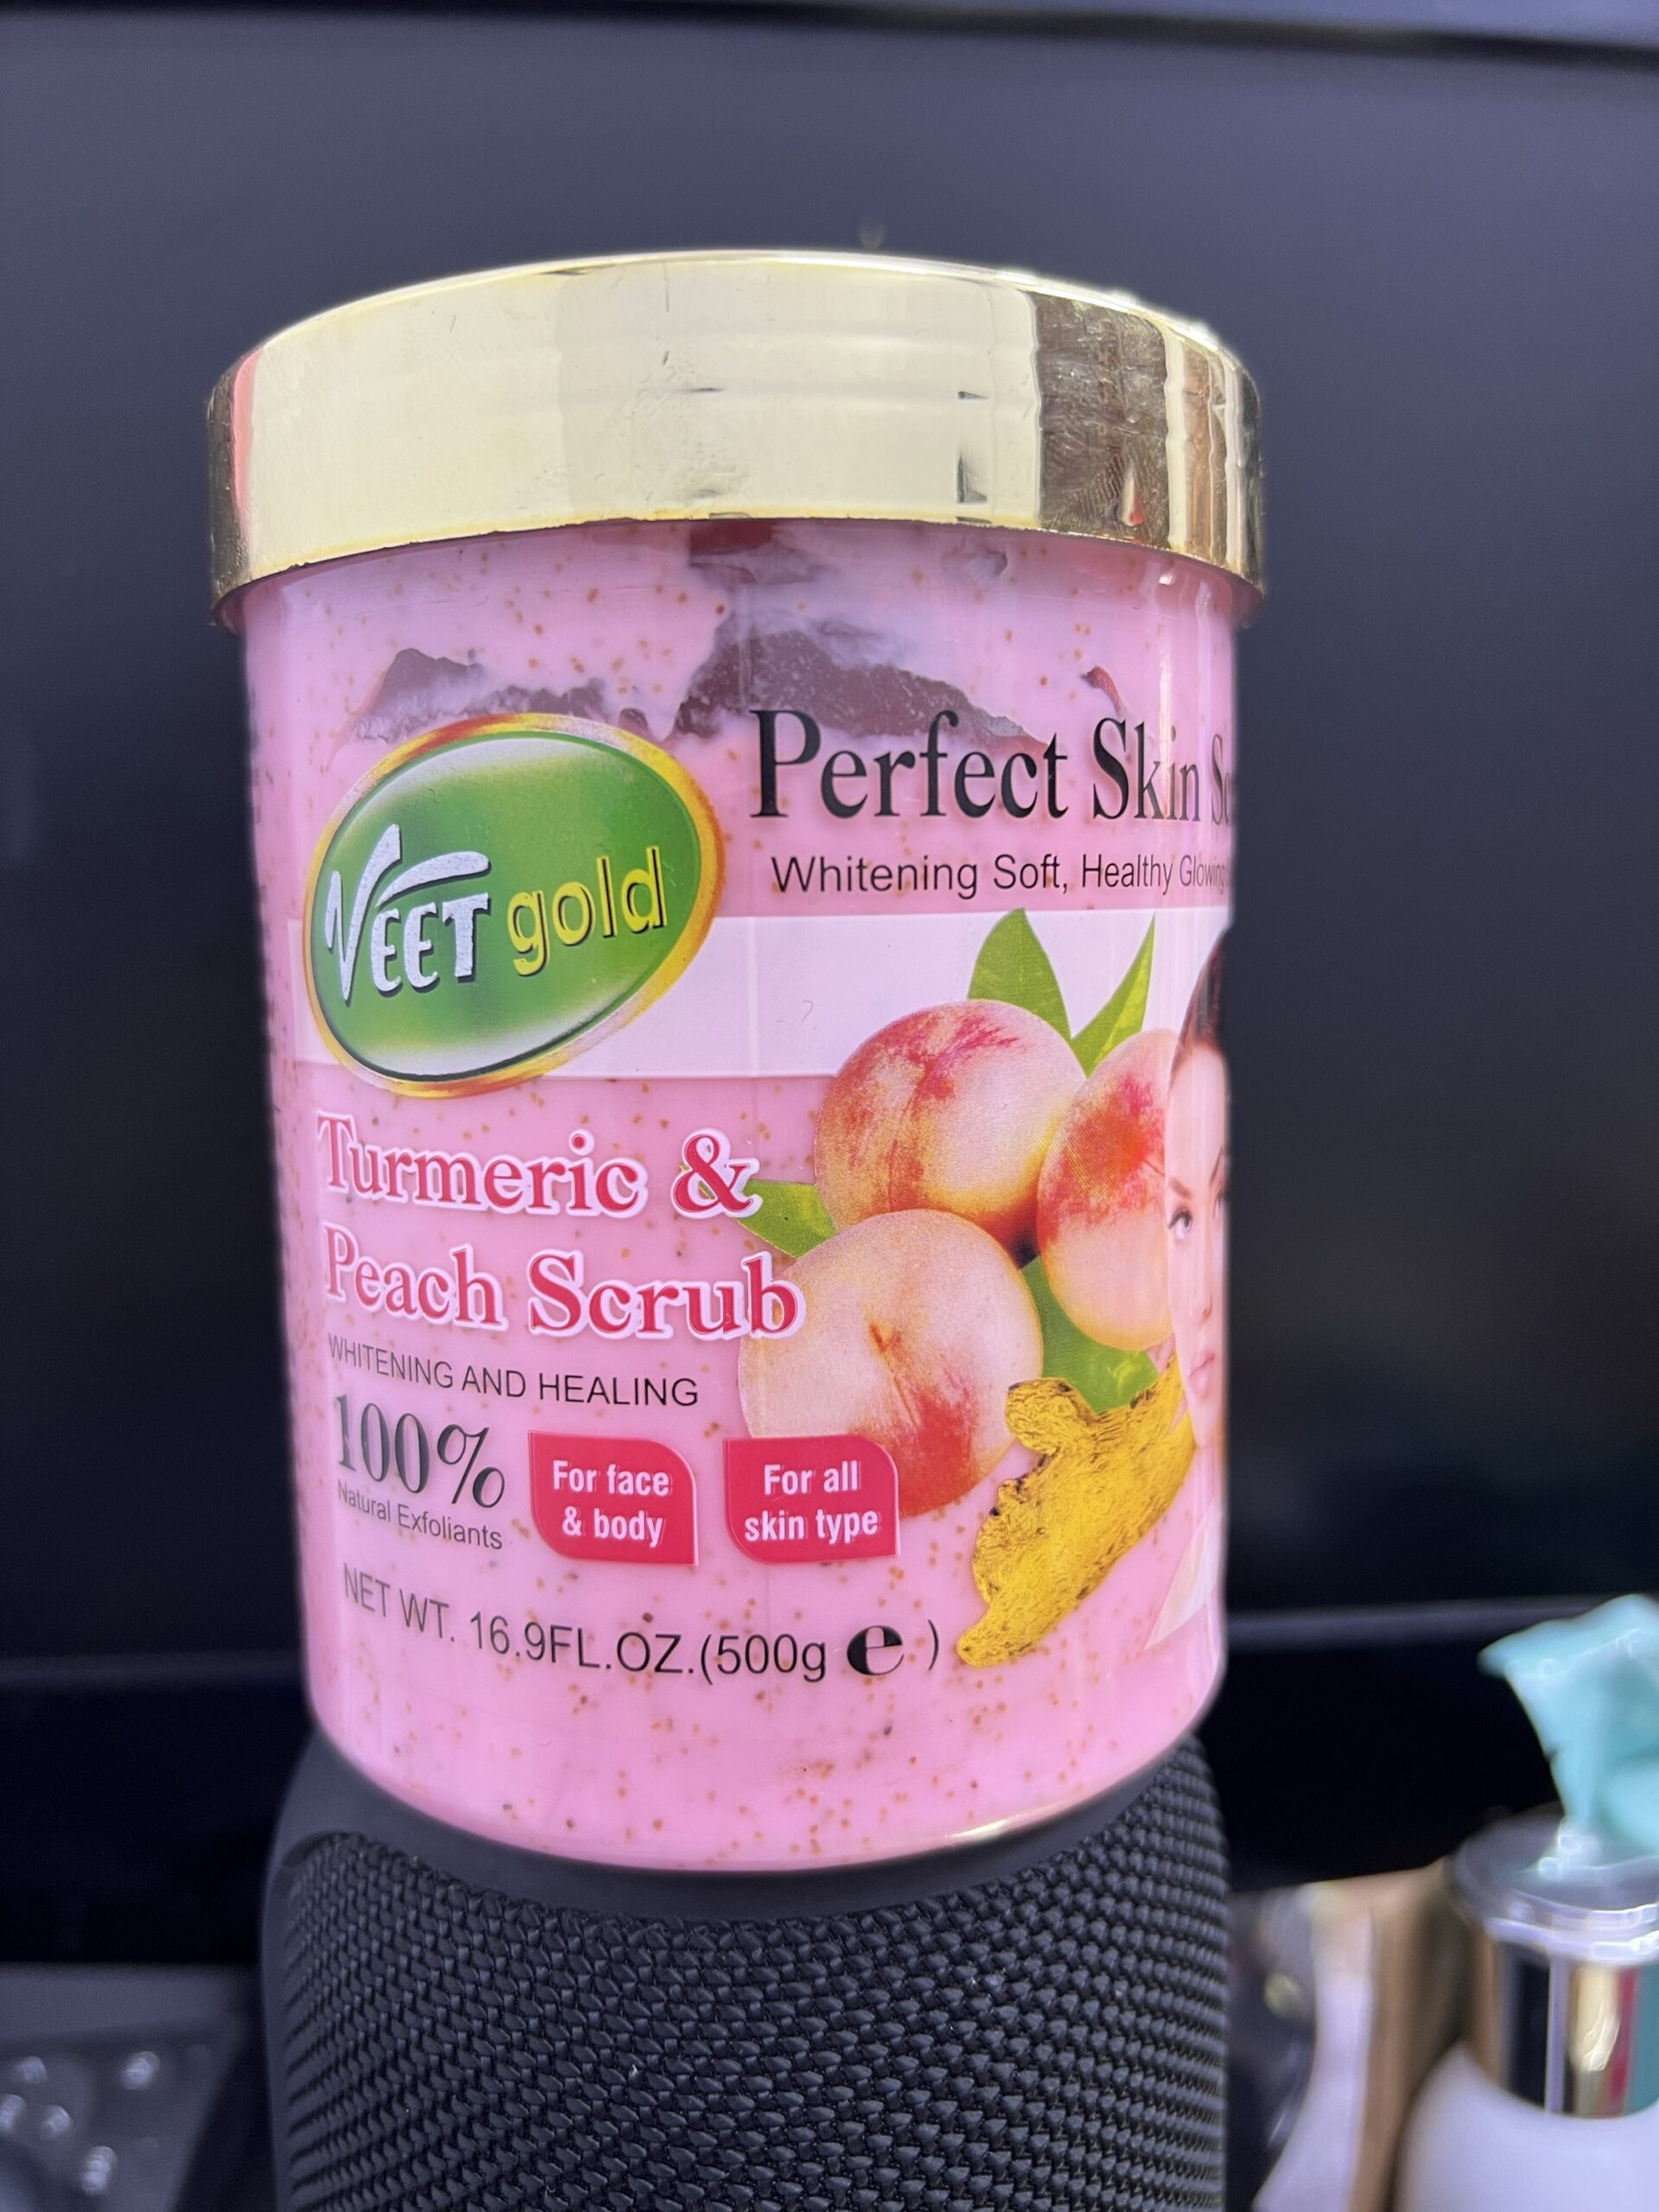 Perfect Skin
Whitening Soft, Healthy Glowing
VEET gold
Turmeric &
Peach Scrub
WHITENING AND HEALING
100%
Natural Exfoliants
For face
& body
For all
skin type
NET WT. 16.9FL.OZ.(500g e )